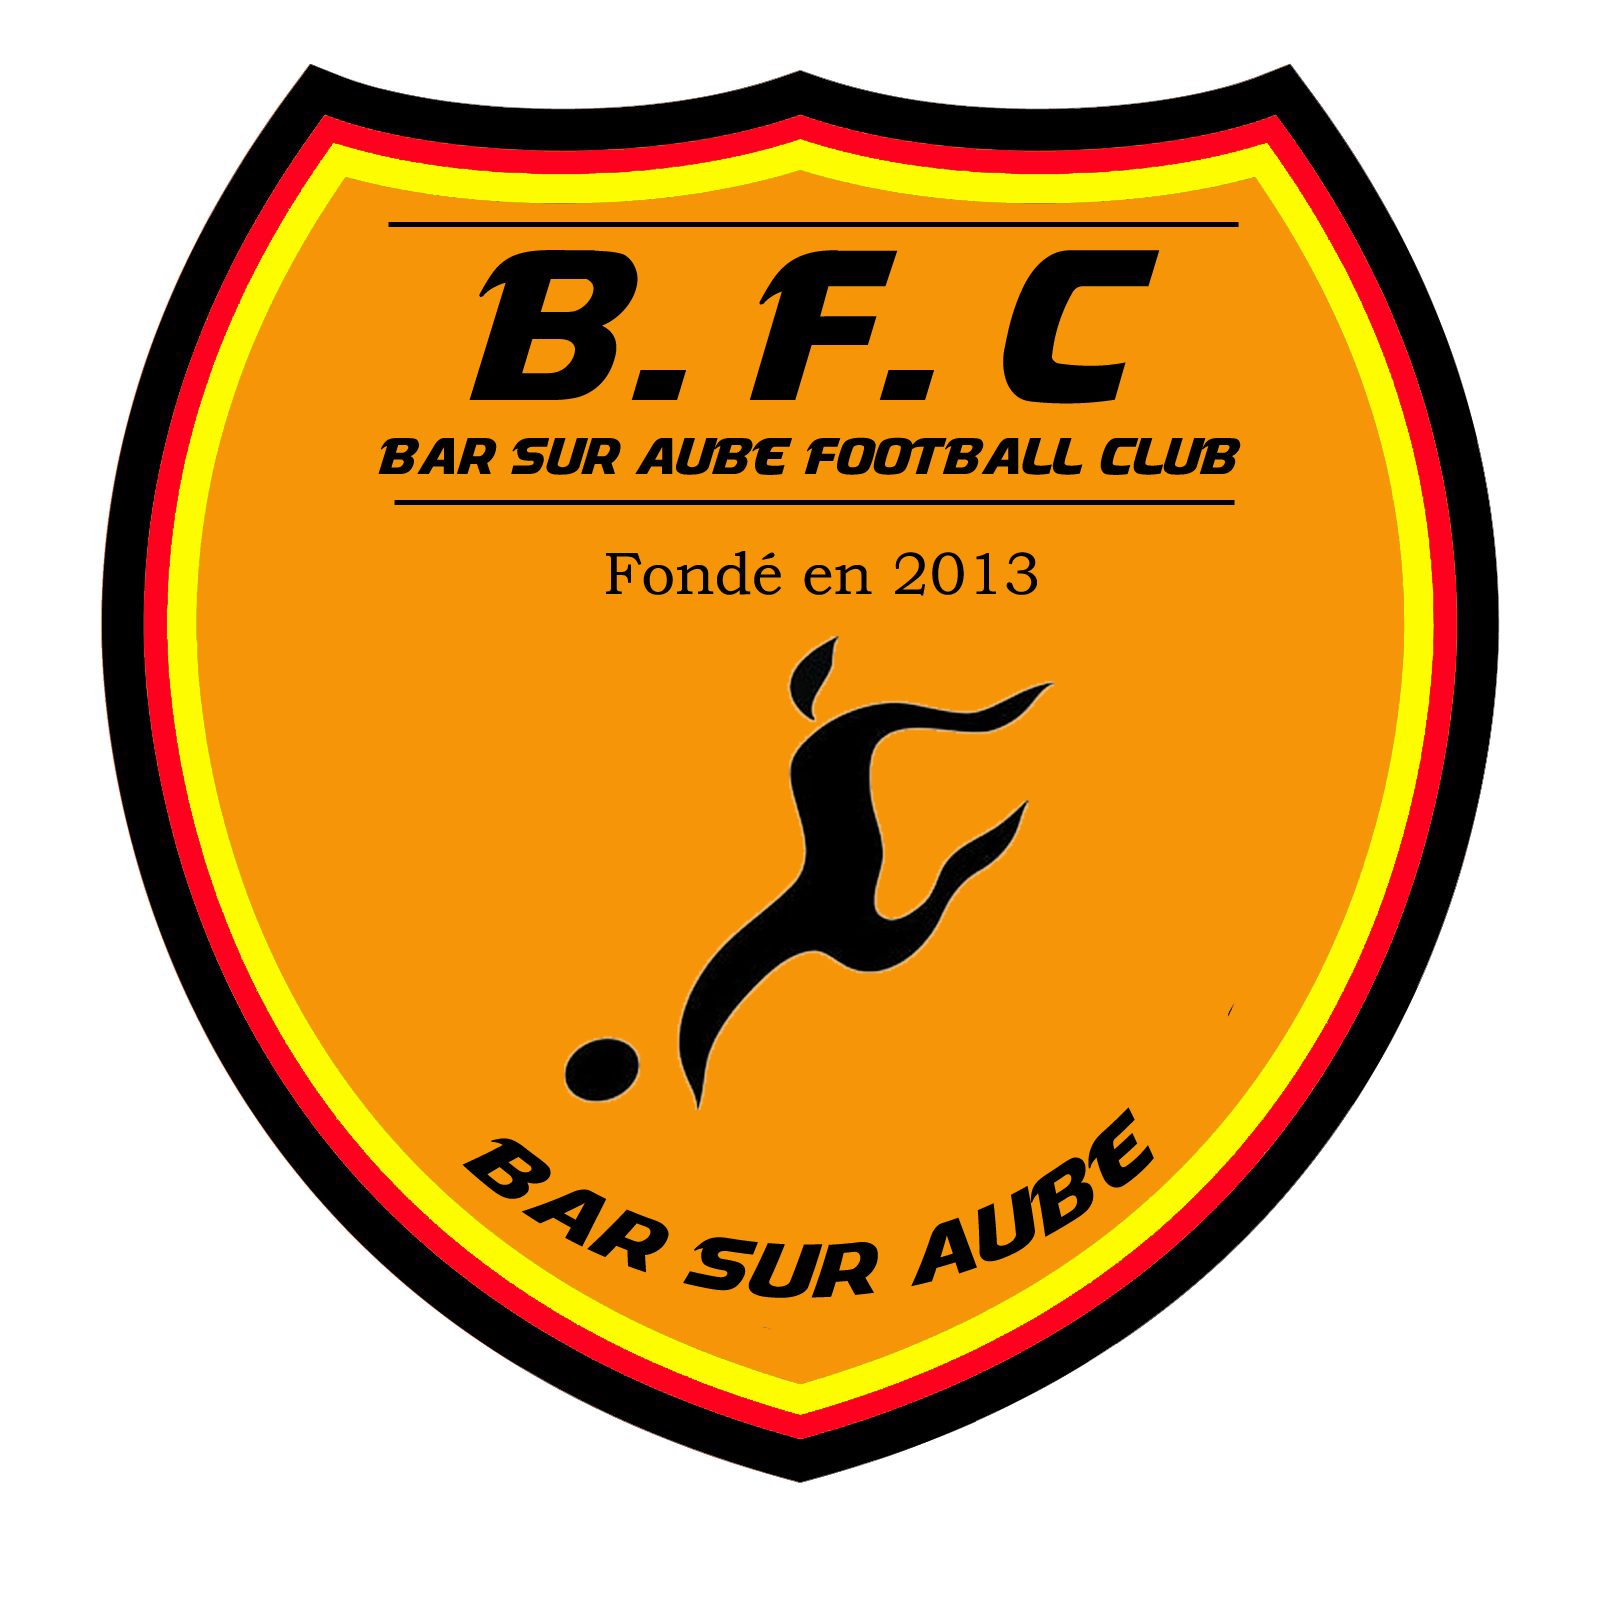 B.F.C
BAR SUR AUBE FOOTBALL CLUB
Fondé en 2013
BAR SUR AUBE